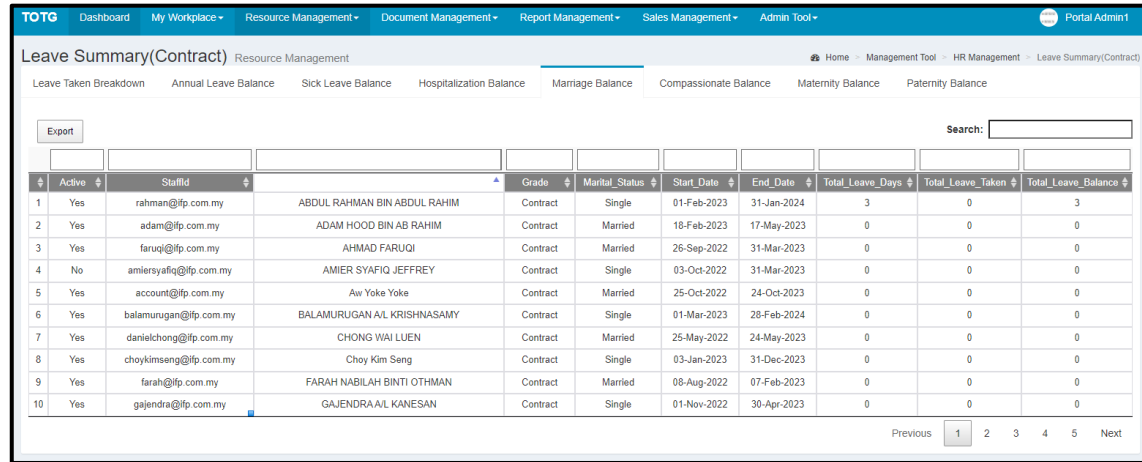 TOTG Dashboard My Workplace Resource Management Document Management Report Management Sales Management Admin Tool Portal Admin1
Leave Summary(Contract) Resource Management Home > Management Tool > HR Management > Leave Summary(Contract)
Leave Taken Breakdown Annual Leave Balance Sick Leave Balance Hospitalization Balance Marriage Balance Compassionate Balance Maternity Balance Paternity Balance
Export Search:
Active StaffId Grade Marital_Status Start_Date End_Date Total_Leave_Days Total_Leave_Taken Total_Leave_Balance
1 Yes rahman@ifp.com.my ABDUL RAHMAN BIN ABDUL RAHIM Contract Single 01-Feb-2023 31-Jan-2024 3 0 3
2 Yes adam@ifp.com.my ADAM HOOD BIN AB RAHIM Contract Married 18-Feb-2023 17-May-2023 0 0 0
3 Yes faruqi@ifp.com.my AHMAD FARUQI Contract Married 26-Sep-2022 31-Mar-2023 0 0 0
4 No amiersyafiq@ifp.com.my AMIER SYAFIQ JEFFREY Contract Single 03-Oct-2022 31-Mar-2023 0 0 0
5 Yes account@ifp.com.my Aw Yoke Yoke Contract Married 25-Oct-2022 24-Oct-2023 0 0 0
6 Yes balamurugan@ifp.com.my BALAMURUGAN A/L KRISHNASAMY Contract Single 01-Mar-2023 28-Feb-2024 0 0 0
7 Yes danielchong@ifp.com.my CHONG WAI LUEN Contract Married 25-May-2022 24-May-2023 0 0 0
8 Yes choykimseng@ifp.com.my Choy Kim Seng Contract Single 03-Jan-2023 31-Dec-2023 0 0 0
9 Yes farah@ifp.com.my FARAH NABILAH BINTI OTHMAN Contract Married 08-Aug-2022 07-Feb-2023 0 0 0
10 Yes gajendra@ifp.com.my GAJENDRA A/L KANESAN Contract Single 01-Nov-2022 30-Apr-2023 0 0 0
Previous 1 2 3 4 5 Next